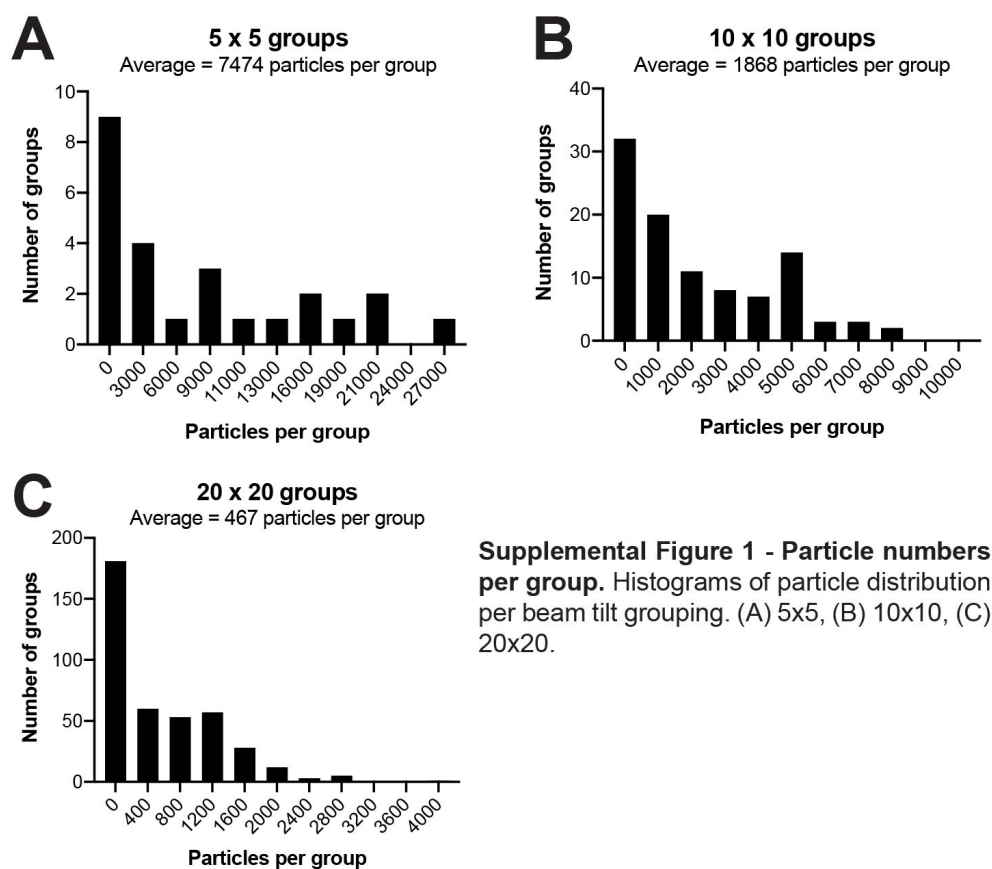 A
5 x 5 groups
Average = 7474 particles per group
Number of groups
10
8
6
4
2
0
0
3000
6000
9000
11000
13000
16000
19000
21000
24000
27000
Particles per group
B
10 x 10 groups
Average = 1868 particles per group
Number of groups
40
30
20
10
0
0
1000
2000
3000
4000
5000
6000
7000
8000
9000
10000
Particles per group
C
20 x 20 groups
Average = 467 particles per group
Number of groups
200
150
100
50
0
0
400
800
1200
1600
2000
2400
2800
3200
3600
4000
Particles per group
Supplemental Figure 1 - Particle numbers
per group. Histograms of particle distribution
per beam tilt grouping. (A) 5x5, (B) 10x10, (C)
20x20.